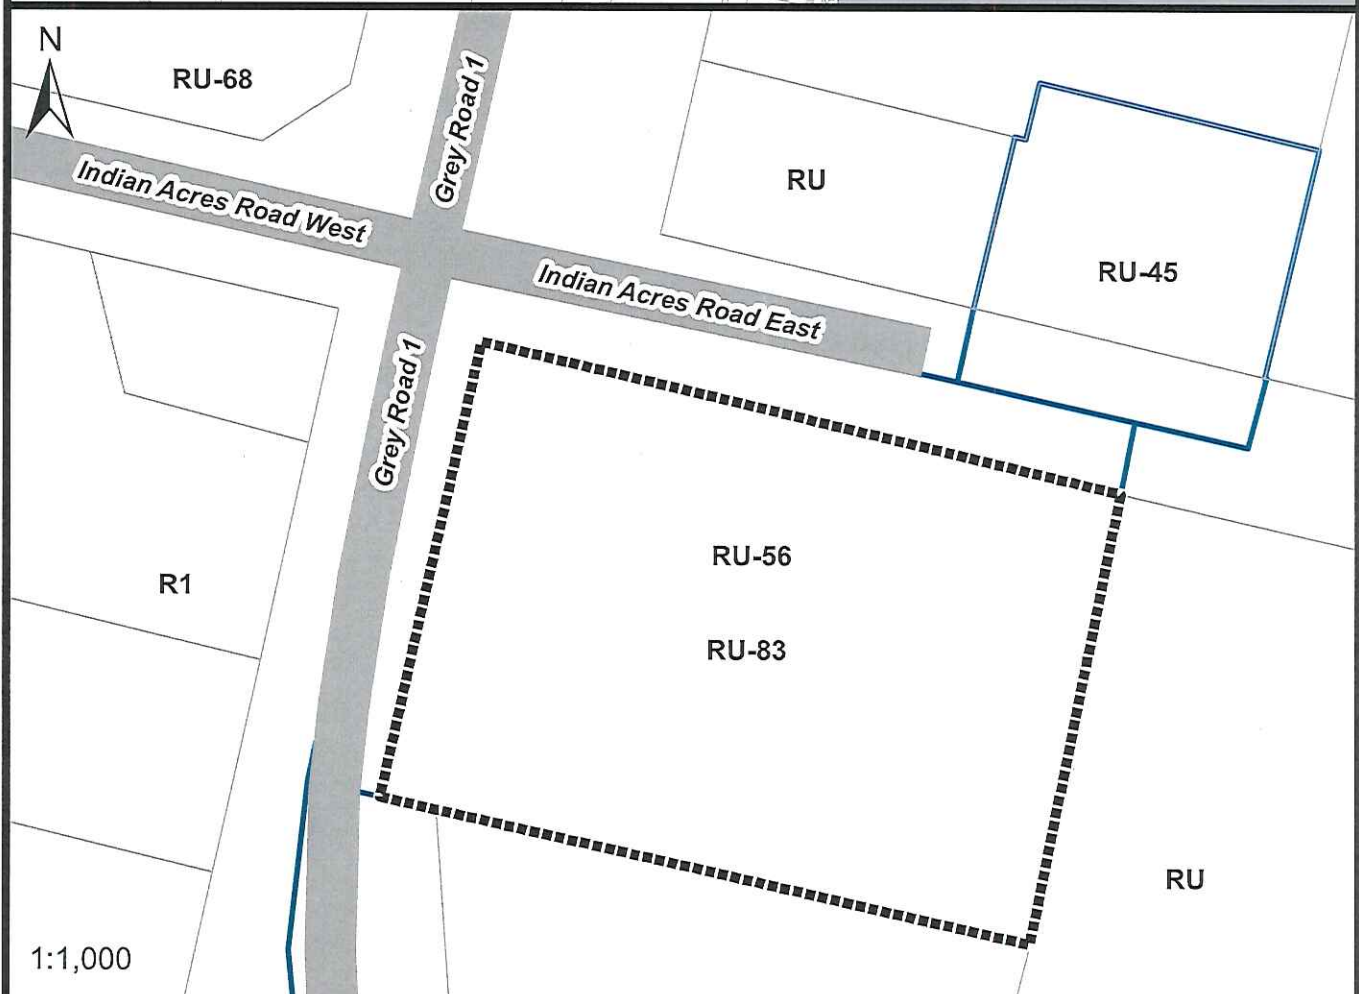 N
RU-68
Grey Road 1
Indian Acres Road West
RU
RU-45
Indian Acres Road East
Grey Road 1
RU-56
R1
RU-83
RU
1:1,000